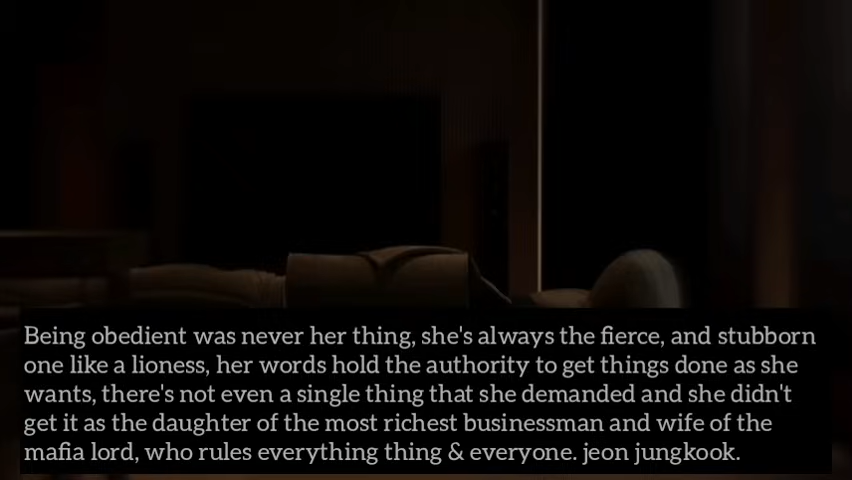 Being obedient was never her thing, she's always the fierce, and stubborn
one like a lioness, her words hold the authority to get things done as she
wants, there's not even a single thing that she demanded and she didn't
get it as the daughter of the most richest businessman and wife of the
mafia lord, who rules everything thing & everyone. jeon jungkook.